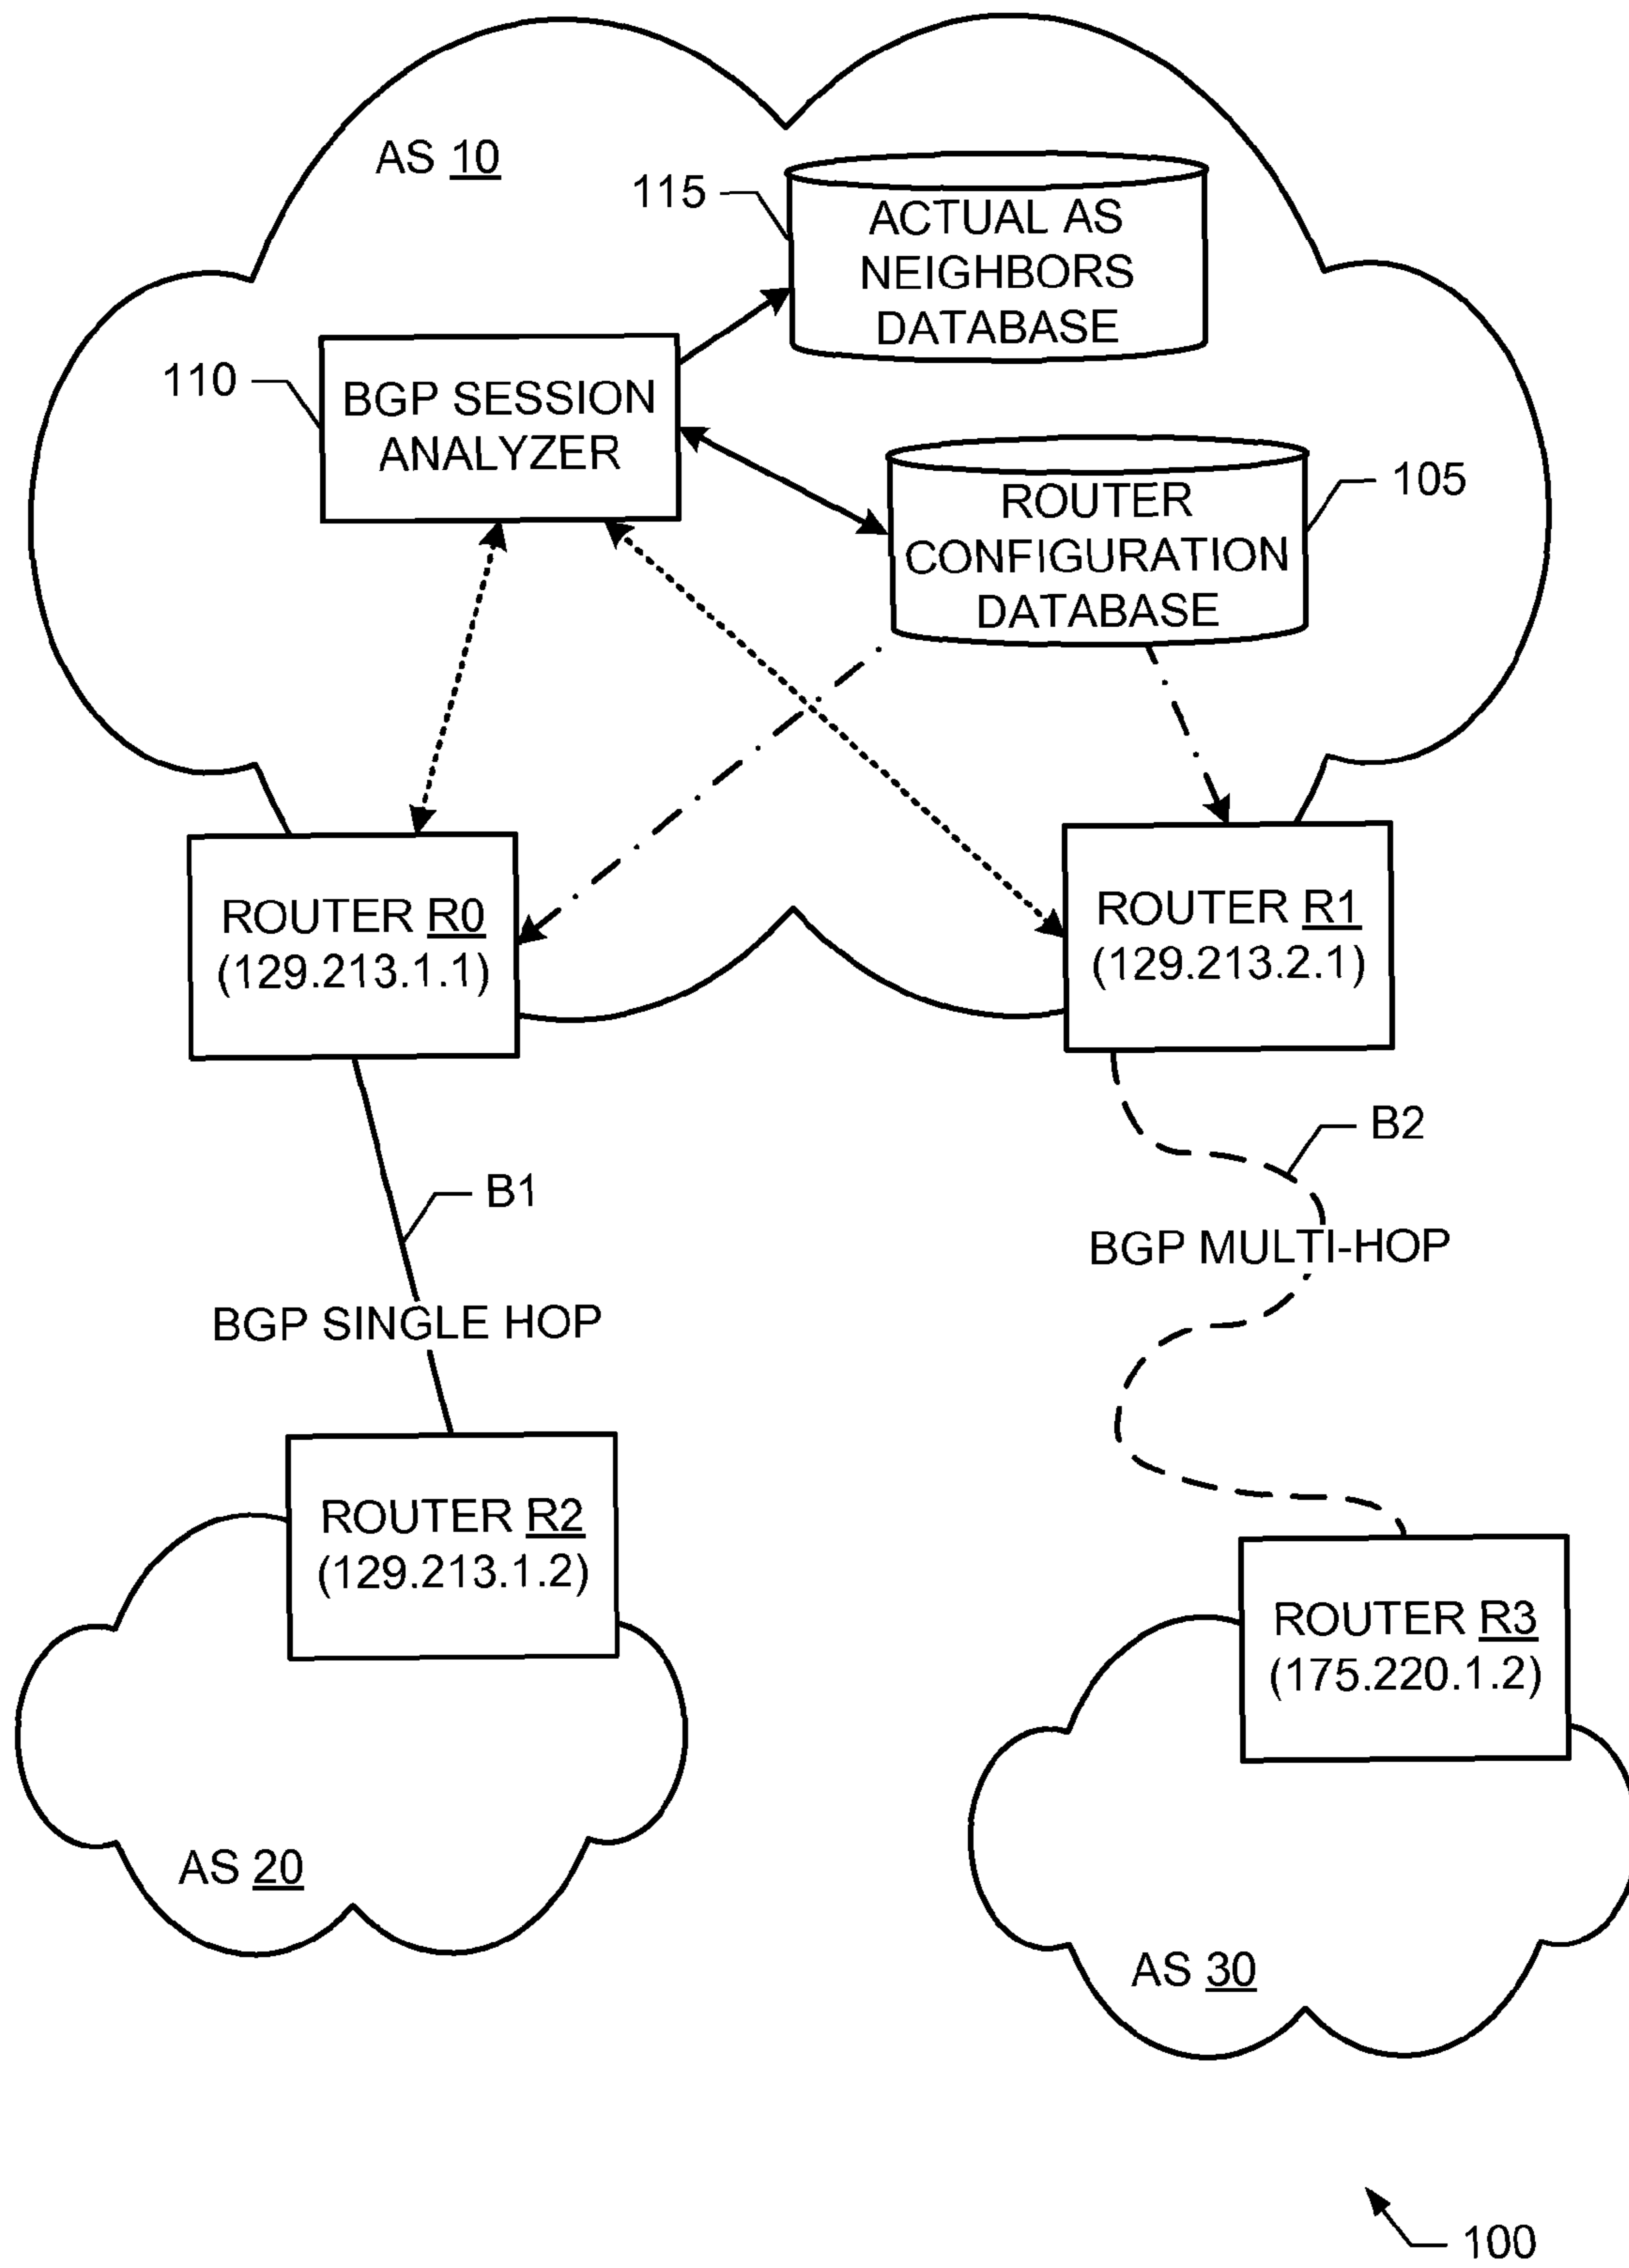 AS 10
115
ACTUAL AS
NEIGHBORS
DATABASE
110
BGP SESSION
ANALYZER
105
ROUTER
CONFIGURATION
DATABASE
ROUTER R0
(129.213.1.1)
ROUTER R1
(129.213.2.1)
B1
B2
BGP SINGLE HOP
BGP MULTI-HOP
ROUTER R2
(129.213.1.2)
ROUTER R3
(175.220.1.2)
AS 20
AS 30
100